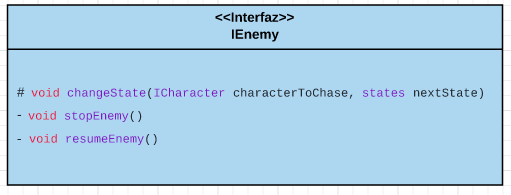 <<Interfaz>>
IEnemy
# void changeState(ICharacter characterToChase, states nextState)
- void stopEnemy()
- void resumeEnemy()